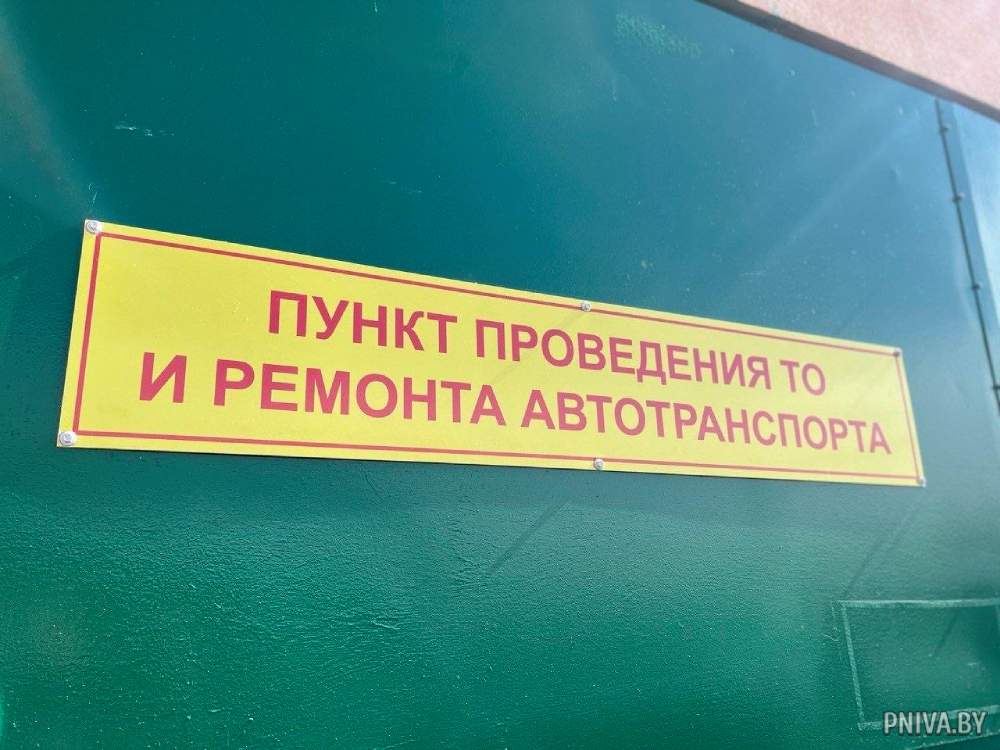 ПУНКТ ПРОВЕДЕНИЯ ТО
И РЕМОНТА АВТОТРАНСПОРТА
PNIVA.BY